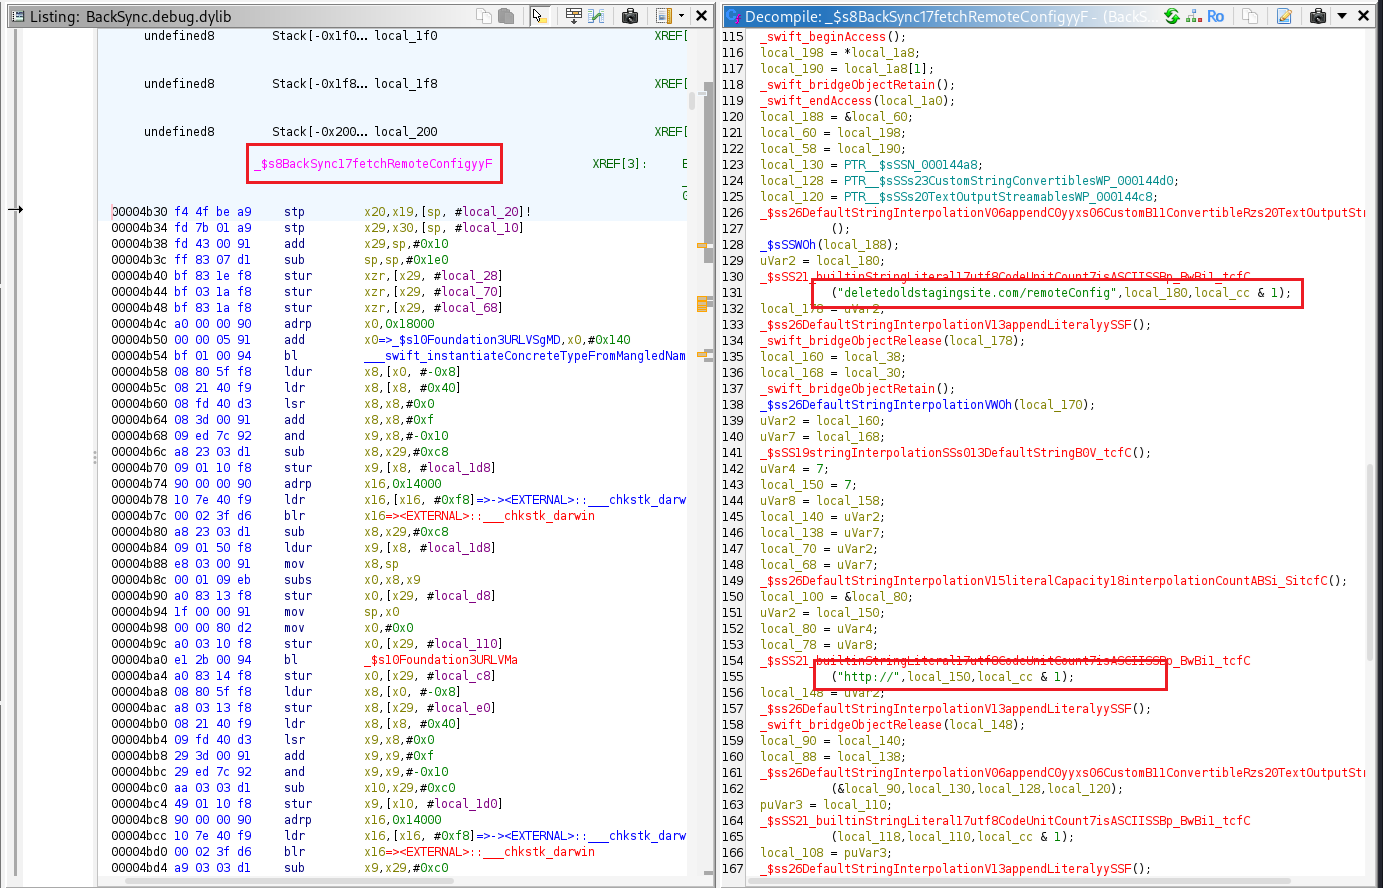 Listing: BackSync.debug.dylib
undefined8 Stack[-0x1f0... local_1f0 XREF[
undefined8 Stack[-0x1f8... local_1f8 XREF[
undefined8 Stack[-0x200... local_200 XREF[
_$s8BackSync17fetchRemoteConfigyyF XREF[3]: E
00004b30 f4 4f be a9 stp x20,x19,[sp, #local_20]!
00004b34 fd 7b 01 a9 stp x29,x30,[sp, #local_10]
00004b38 fd 43 00 91 add x29,sp,#0x10
00004b3c ff 83 07 d1 sub sp,sp,#0x1e0
00004b40 bf 83 1e f8 stur xzr,[x29, #local_28]
00004b44 bf 03 1a f8 stur xzr,[x29, #local_70]
00004b48 bf 83 1a f8 stur xzr,[x29, #local_68]
00004b4c a0 00 00 90 adrp x0,0x18000
00004b50 00 00 05 91 add x0=>_$s10Foundation3URLVSgMD,x0,#0x140
00004b54 bf 01 00 94 bl ___swift_instantiateConcreteTypeFromMangledNam
00004b58 08 80 5f f8 ldur x8,[x0, #-0x8]
00004b5c 08 21 40 f9 ldr x8,[x8, #0x40]
00004b60 08 fd 40 d3 lsr x8,x8,#0x0
00004b64 08 3d 00 91 add x8,x8,#0xf
00004b68 09 ed 7c 92 and x9,x8,#-0x10
00004b6c a8 23 03 d1 sub x8,x29,#0xc8
00004b70 09 01 10 f8 stur x9,[x8, #local_1d8]
00004b74 90 00 00 90 adrp x16,0x14000
00004b78 10 7e 40 f9 ldr x16,[x16, #0xf8]=>-><EXTERNAL>::___chkstk_darw
00004b7c 00 02 3f d6 blr x16=><EXTERNAL>::___chkstk_darwin
00004b80 a8 23 03 d1 sub x8,x29,#0xc8
00004b84 09 01 50 f8 ldur x9,[x8, #local_1d8]
00004b88 e8 03 00 91 mov x8,sp
00004b8c 00 01 09 eb subs x0,x8,x9
00004b90 a0 83 13 f8 stur x0,[x29, #local_d8]
00004b94 1f 00 00 91 mov sp,x0
00004b98 00 00 80 d2 mov x0,#0x0
00004b9c a0 03 10 f8 stur x0,[x29, #local_110]
00004ba0 e1 2b 00 94 bl _$s10Foundation3URLVMa
00004ba4 a0 83 14 f8 stur x0,[x29, #local_c8]
00004ba8 08 80 5f f8 ldur x8,[x0, #-0x8]
00004bac a8 03 13 f8 stur x8,[x29, #local_e0]
00004bb0 08 21 40 f9 ldr x8,[x8, #0x40]
00004bb4 09 fd 40 d3 lsr x9,x8,#0x0
00004bb8 29 3d 00 91 add x9,x9,#0xf
00004bbc 29 ed 7c 92 and x9,x9,#-0x10
00004bc0 aa 03 03 d1 sub x10,x29,#0xc0
00004bc4 49 01 10 f8 stur x9,[x10, #local_1d0]
00004bc8 90 00 00 90 adrp x16,0x14000
00004bcc 10 7e 40 f9 ldr x16,[x16, #0xf8]=>-><EXTERNAL>::___chkstk_darw
00004bd0 00 02 3f d6 blr x16=><EXTERNAL>::___chkstk_darwin
00004bd4 a9 03 03 d1 sub x9,x29,#0xc0
Decompile: _$s8BackSync17fetchRemoteConfigyyF - (BackS...
Ro
115 _swift_beginAccess();
116 local_198 = *local_1a8;
117 local_190 = local_1a8[1];
118 _swift_bridgeObjectRetain();
119 _swift_endAccess(local_1a0);
120 local_188 = &local_60;
121 local_60 = local_198;
122 local_58 = local_190;
123 local_130 = PTR__$sSSN_000144a8;
124 local_128 = PTR__$sSSs23CustomStringConvertiblesWP_000144d0;
125 local_120 = PTR__$sSSs20TextOutputStreamablesWP_000144c8;
126 _$ss26DefaultStringInterpolationV06appendC0yyxs06CustomB11ConvertibleRzs20TextOutputStr
127 ();
128 _$sSSWOh(local_188);
129 uVar2 = local_180;
130 _$sSS21_builtinStringLiteral17utf8CodeUnitCount7isASCIISSBp_BwBi1_tcfC
131 ("deletedoldstagingsite.com/remoteConfig",local_180,local_cc & 1);
132 local_178 = uVar2;
133 _$ss26DefaultStringInterpolationV13appendLiteralyySSF();
134 _swift_bridgeObjectRelease(local_178);
135 local_160 = local_38;
136 local_168 = local_30;
137 _swift_bridgeObjectRetain();
138 _$ss26DefaultStringInterpolationVWOh(local_170);
139 uVar2 = local_160;
140 uVar7 = local_168;
141 _$sSS19stringInterpolationSSs013DefaultStringB0V_tcfC();
142 uVar4 = 7;
143 local_150 = 7;
144 uVar8 = local_158;
145 local_140 = uVar2;
146 local_138 = uVar7;
147 local_70 = uVar2;
148 local_68 = uVar7;
149 _$ss26DefaultStringInterpolationV15literalCapacity18interpolationCountABSi_SitcfC();
150 local_100 = &local_80;
151 uVar2 = local_150;
152 local_80 = uVar4;
153 local_78 = uVar8;
154 _$sSS21_builtinStringLiteral17utf8CodeUnitCount7isASCIISSBp_BwBi1_tcfC
155 ("http://",local_150,local_cc & 1);
156 local_148 = uVar2;
157 _$ss26DefaultStringInterpolationV13appendLiteralyySSF();
158 _swift_bridgeObjectRelease(local_148);
159 local_90 = local_140;
160 local_88 = local_138;
161 _$ss26DefaultStringInterpolationV06appendC0yyxs06CustomB11ConvertibleRzs20TextOutputStr
162 (&local_90,local_130,local_128,local_120);
163 puVar3 = local_110;
164 _$sSS21_builtinStringLiteral17utf8CodeUnitCount7isASCIISSBp_BwBi1_tcfC
165 (local_118,local_110,local_cc & 1);
166 local_108 = puVar3;
167 _$ss26DefaultStringInterpolationV13appendLiteralyySSF();